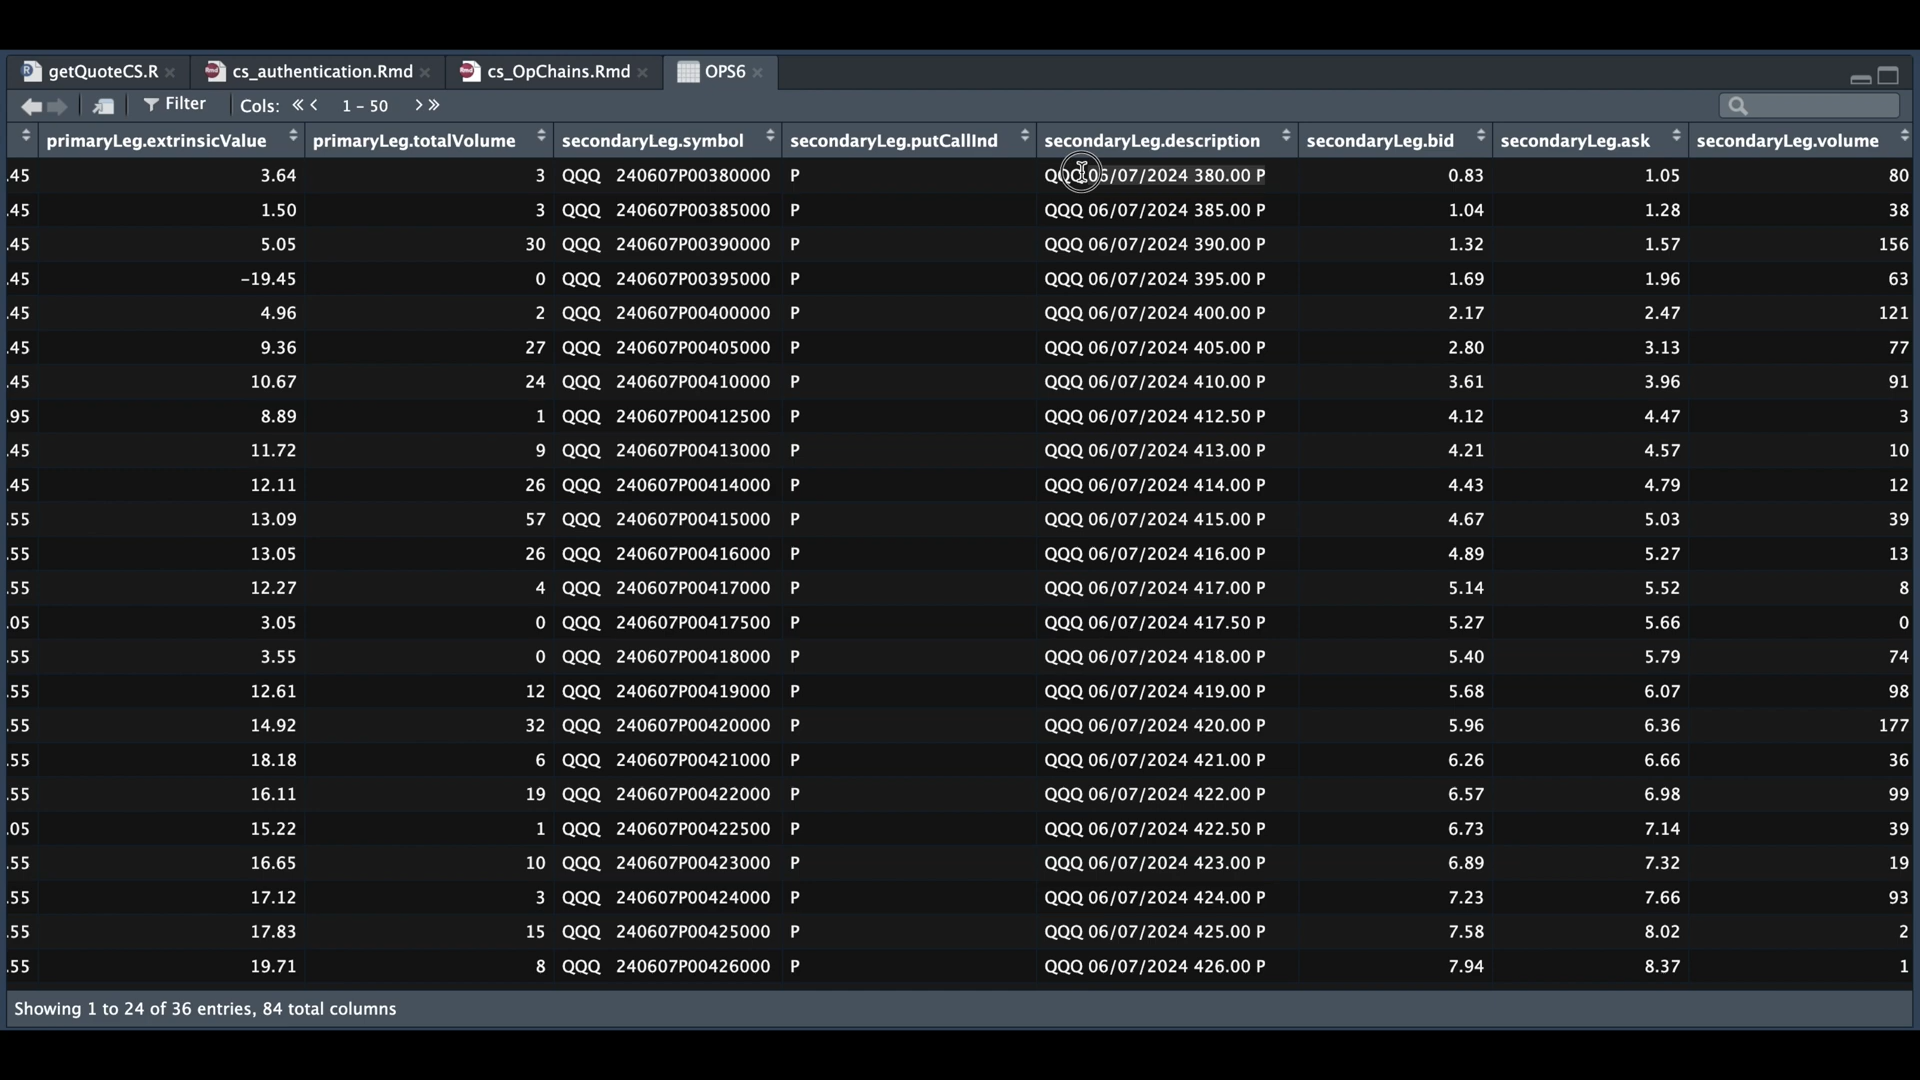 getQuoteCS.R × cs_authentication.Rmd × cs_OpChains.Rmd × OPS6 ×
Filter Cols: « ‹ 1 - 50 › »
primaryLeg.extrinsicValue primaryLeg.totalVolume secondaryLeg.symbol secondaryLeg.putCallInd secondaryLeg.description secondaryLeg.bid secondaryLeg.ask secondaryLeg.volume
.45 3.64 3 QQQ 240607P00380000 P QQQ 06/07/2024 380.00 P 0.83 1.05 80
.45 1.50 3 QQQ 240607P00385000 P QQQ 06/07/2024 385.00 P 1.04 1.28 38
.45 5.05 30 QQQ 240607P00390000 P QQQ 06/07/2024 390.00 P 1.32 1.57 156
.45 -19.45 0 QQQ 240607P00395000 P QQQ 06/07/2024 395.00 P 1.69 1.96 63
.45 4.96 2 QQQ 240607P00400000 P QQQ 06/07/2024 400.00 P 2.17 2.47 121
.45 9.36 27 QQQ 240607P00405000 P QQQ 06/07/2024 405.00 P 2.80 3.13 77
.45 10.67 24 QQQ 240607P00410000 P QQQ 06/07/2024 410.00 P 3.61 3.96 91
.95 8.89 1 QQQ 240607P00412500 P QQQ 06/07/2024 412.50 P 4.12 4.47 3
.45 11.72 9 QQQ 240607P00413000 P QQQ 06/07/2024 413.00 P 4.21 4.57 10
.45 12.11 26 QQQ 240607P00414000 P QQQ 06/07/2024 414.00 P 4.43 4.79 12
.55 13.09 57 QQQ 240607P00415000 P QQQ 06/07/2024 415.00 P 4.67 5.03 39
.55 13.05 26 QQQ 240607P00416000 P QQQ 06/07/2024 416.00 P 4.89 5.27 13
.55 12.27 4 QQQ 240607P00417000 P QQQ 06/07/2024 417.00 P 5.14 5.52 8
.05 3.05 0 QQQ 240607P00417500 P QQQ 06/07/2024 417.50 P 5.27 5.66 0
.55 3.55 0 QQQ 240607P00418000 P QQQ 06/07/2024 418.00 P 5.40 5.79 74
.55 12.61 12 QQQ 240607P00419000 P QQQ 06/07/2024 419.00 P 5.68 6.07 98
.55 14.92 32 QQQ 240607P00420000 P QQQ 06/07/2024 420.00 P 5.96 6.36 177
.55 18.18 6 QQQ 240607P00421000 P QQQ 06/07/2024 421.00 P 6.26 6.66 36
.55 16.11 19 QQQ 240607P00422000 P QQQ 06/07/2024 422.00 P 6.57 6.98 99
.05 15.22 1 QQQ 240607P00422500 P QQQ 06/07/2024 422.50 P 6.73 7.14 39
.55 16.65 10 QQQ 240607P00423000 P QQQ 06/07/2024 423.00 P 6.89 7.32 19
.55 17.12 3 QQQ 240607P00424000 P QQQ 06/07/2024 424.00 P 7.23 7.66 93
.55 17.83 15 QQQ 240607P00425000 P QQQ 06/07/2024 425.00 P 7.58 8.02 2
.55 19.71 8 QQQ 240607P00426000 P QQQ 06/07/2024 426.00 P 7.94 8.37 1
Showing 1 to 24 of 36 entries, 84 total columns